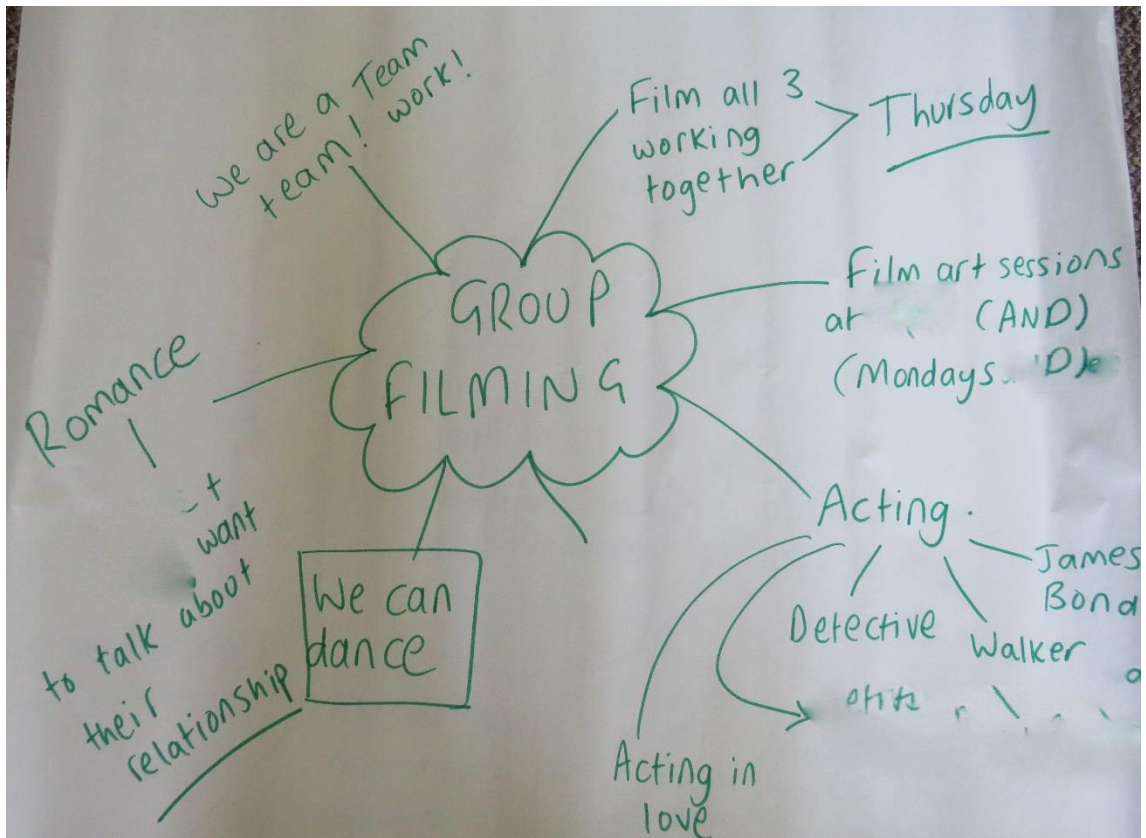 GROUP
FILMING
We are a Team
team! work!
Film all 3
working
together
Thursday
Film art sessions
at (AND)
(Mondays
Acting.
James
Bond
Walker
Detective
Acting in
love
We can
dance
Romance
want
to talk about
their
relationship